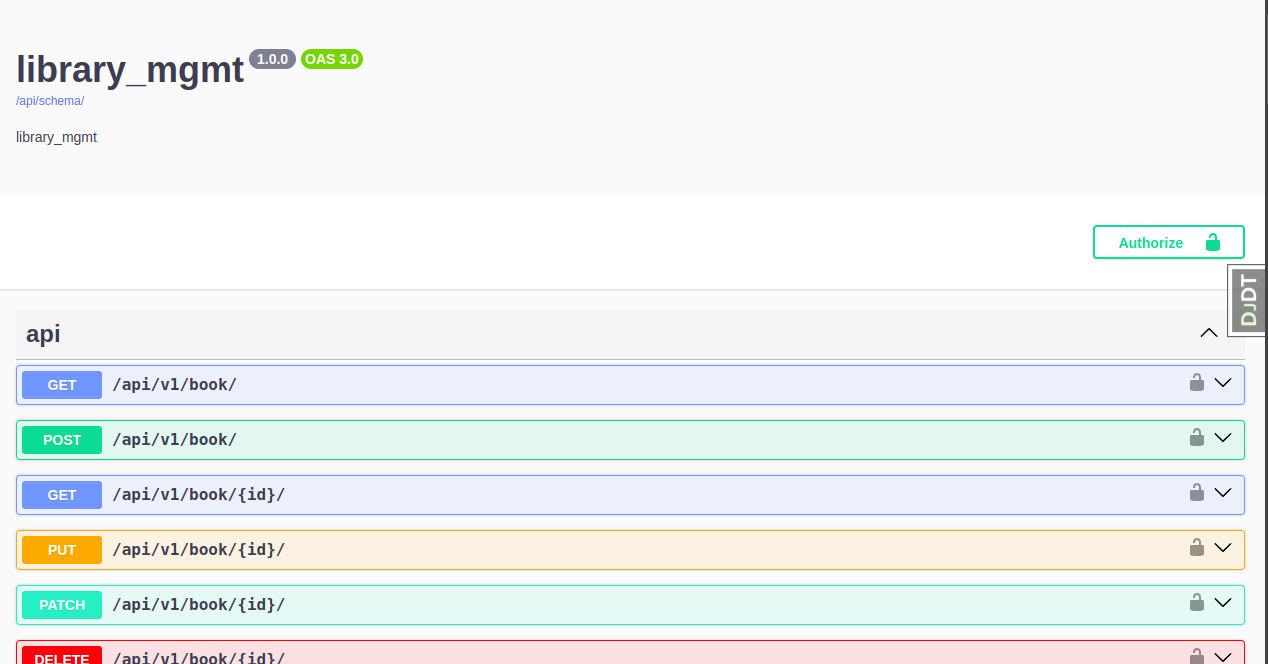 library_mgmt 1.0.0 OAS 3.0
/api/schema/
library_mgmt
Authorize
DJDT
api
GET /api/v1/book/
POST /api/v1/book/
GET /api/v1/book/{id}/
PUT /api/v1/book/{id}/
PATCH /api/v1/book/{id}/
DELETE /api/v1/book/{id}/